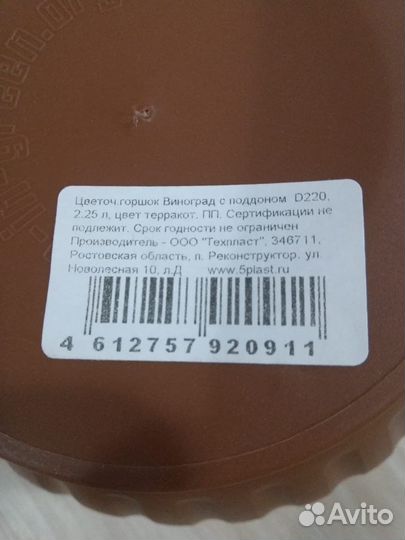 Цветоч.горшок Виноград с поддоном D220,
2.25 л, цвет терракот. ПП. Сертификации не
подлежит. Срок годности не ограничен
Производитель - ООО "Техпласт", 346711,
Ростовская область, п. Реконструктор. ул.
Новолесная 10, л.Д www.5plast.ru
4 612757 920911
Avito